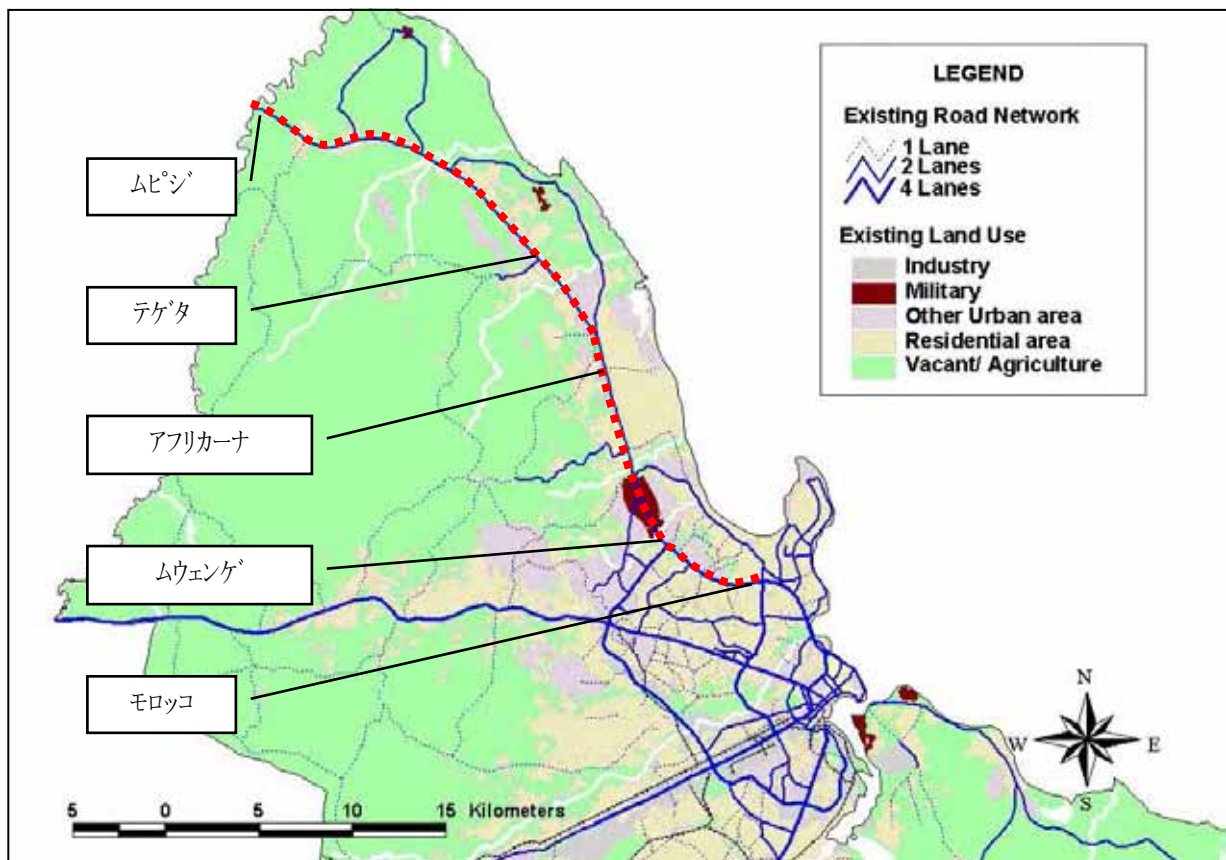 LEGEND
Existing Road Network
1 Lane
2 Lanes
4 Lanes
Existing Land Use
Industry
Military
Other Urban area
Residential area
Vacant/ Agriculture
ムピジ
テゲタ
アフリカーナ
ムウェンゲ
モロッコ
N
W
E
S
5 0 5 10 15 Kilometers